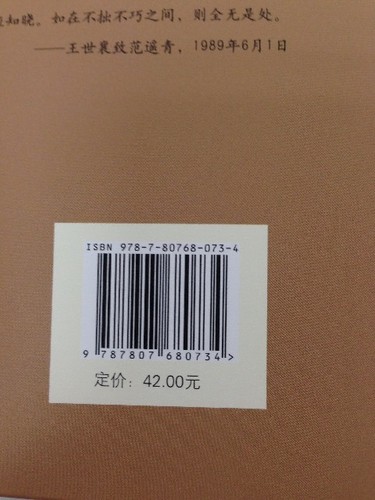 知晓。如在不拙不巧之间，则全无是处。
——王世襄致范遥青，1989年6月1日
ISBN 978-7-80768-073-4
9 787807 680734 >
定价：42.00元